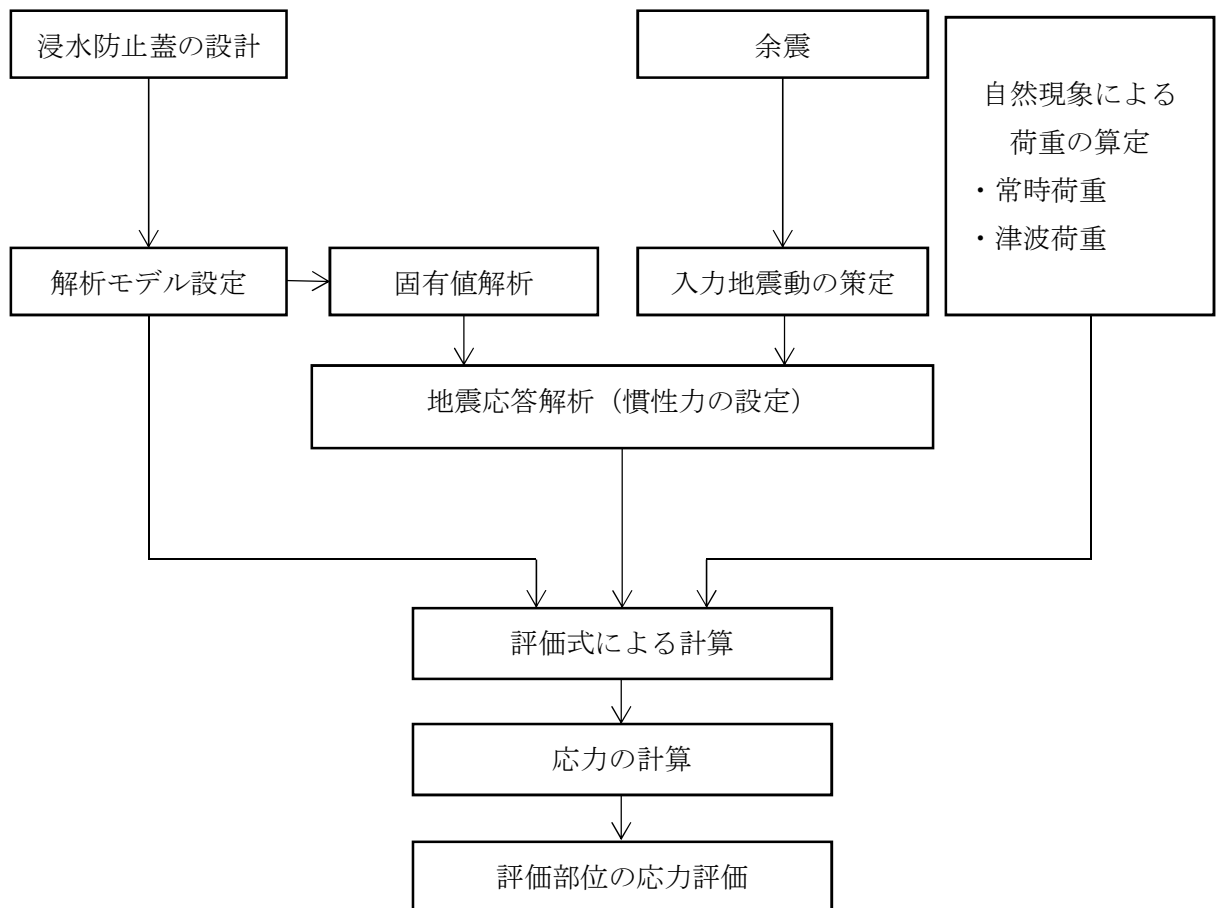 浸水防止蓋の設計
余震
自然現象による
荷重の算定
・常時荷重
・津波荷重
解析モデル設定
固有値解析
入力地震動の策定
地震応答解析（慣性力の設定）
評価式による計算
応力の計算
評価部位の応力評価